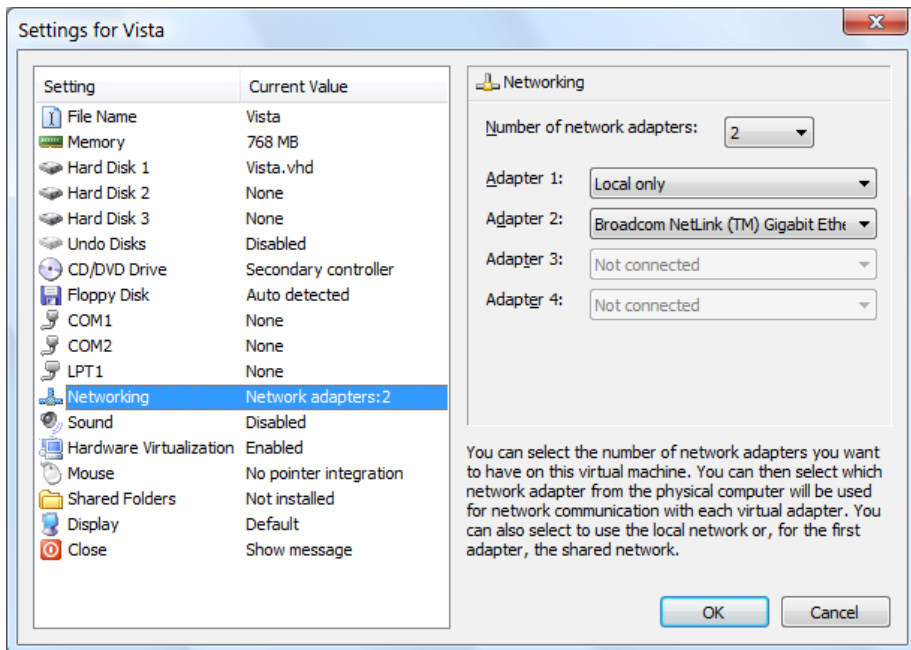 Settings for Vista
Setting Current Value
File Name Vista
Memory 768 MB
Hard Disk 1 Vista.vhd
Hard Disk 2 None
Hard Disk 3 None
Undo Disks Disabled
CD/DVD Drive Secondary controller
Floppy Disk Auto detected
COM1 None
COM2 None
LPT1 None
Networking Network adapters:2
Sound Disabled
Hardware Virtualization Enabled
Mouse No pointer integration
Shared Folders Not installed
Display Default
Close Show message
Networking
Number of network adapters: 2
Adapter 1: Local only
Adapter 2: Broadcom NetLink (TM) Gigabit Ethe
Adapter 3: Not connected
Adapter 4: Not connected
You can select the number of network adapters you want
to have on this virtual machine. You can then select which
network adapter from the physical computer will be used
for network communication with each virtual adapter. You
can also select to use the local network or, for the first
adapter, the shared network.
OK Cancel